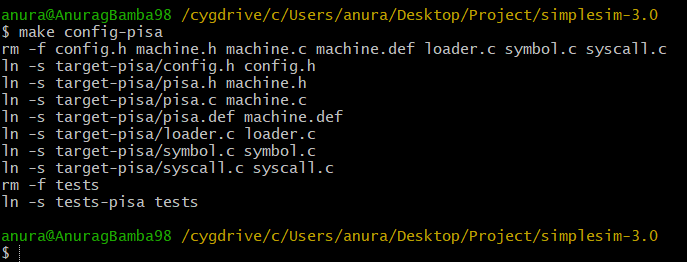 anura@AnuragBamba98 /cygdrive/c/Users/anura/Desktop/Project/simplesim-3.0
$ make config-pisa
rm -f config.h machine.h machine.c machine.def loader.c symbol.c syscall.c
ln -s target-pisa/config.h config.h
ln -s target-pisa/pisa.h machine.h
ln -s target-pisa/pisa.c machine.c
ln -s target-pisa/pisa.def machine.def
ln -s target-pisa/loader.c loader.c
ln -s target-pisa/symbol.c symbol.c
ln -s target-pisa/syscall.c syscall.c
rm -f tests
ln -s tests-pisa tests
anura@AnuragBamba98 /cygdrive/c/Users/anura/Desktop/Project/simplesim-3.0
$